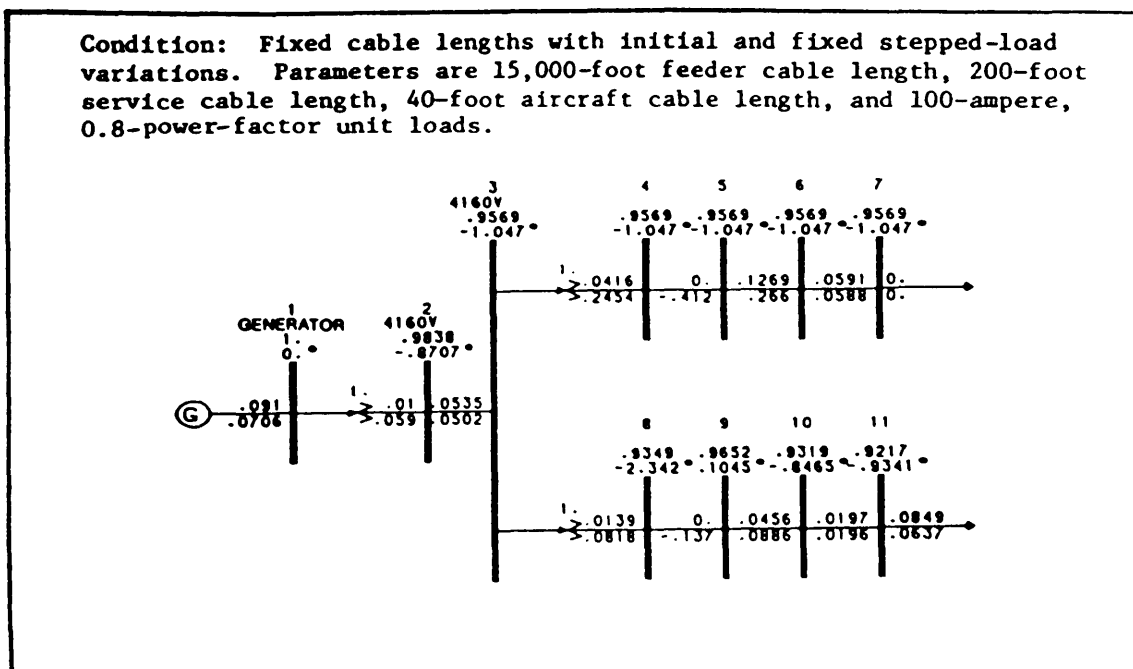 Condition: Fixed cable lengths with initial and fixed stepped-load
variations. Parameters are 15,000-foot feeder cable length, 200-foot
service cable length, 40-foot aircraft cable length, and 100-ampere,
0.8-power-factor unit loads.
3 4 5 6 7
4160V
.9569 .9569 .9569 .9569 .9569
-1.047° -1.047° -1.047° -1.047° -1.047°
1. .0416 0. .1269 .0591 0.
.2454 -.412 .266 .0588 0.
1 2
GENERATOR 4160V
1. .9838
0.° -.8707°
.091 1. .01 .0535
.0706 .059 .0502
G
8 9 10 11
.9349 .9652 .9319 .9217
-2.342° .1045° -.8465° -.9341°
1. .0139 0. .0456 .0197 .0849
.0818 -.137 .0886 .0196 .0637